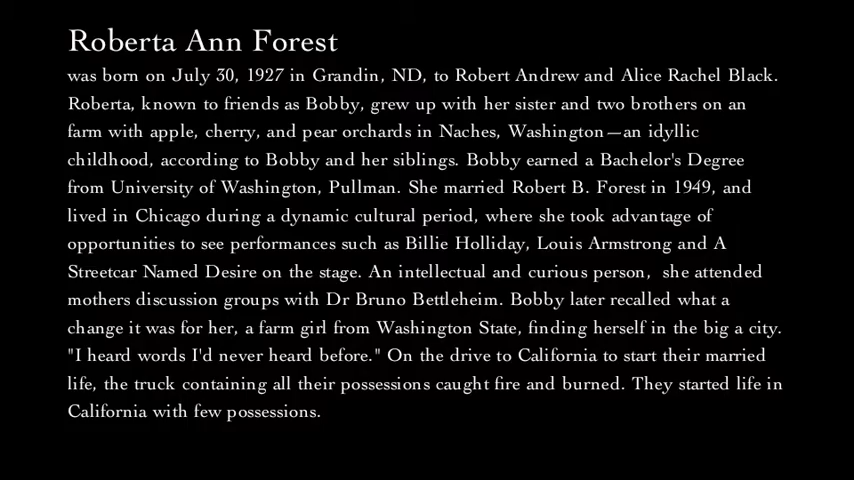 Roberta Ann Forest
was born on July 30, 1927 in Grandin, ND, to Robert Andrew and Alice Rachel Black.
Roberta, known to friends as Bobby, grew up with her sister and two brothers on an
farm with apple, cherry, and pear orchards in Naches, Washington—an idyllic
childhood, according to Bobby and her siblings. Bobby earned a Bachelor's Degree
from University of Washington, Pullman. She married Robert B. Forest in 1949, and
lived in Chicago during a dynamic cultural period, where she took advantage of
opportunities to see performances such as Billie Holliday, Louis Armstrong and A
Streetcar Named Desire on the stage. An intellectual and curious person,  she attended
mothers discussion groups with Dr Bruno Bettleheim. Bobby later recalled what a
change it was for her, a farm girl from Washington State, finding herself in the big a city.
"I heard words I'd never heard before." On the drive to California to start their married
life, the truck containing all their possessions caught fire and burned. They started life in
California with few possessions.